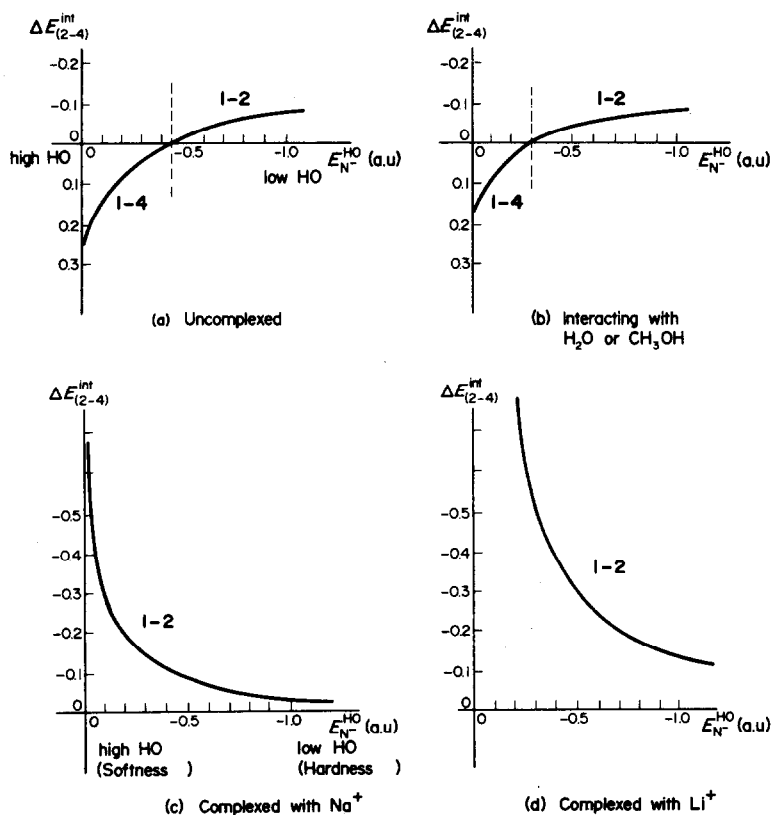 ΔE^int_(2-4)
-0.2
-0.1
0
1-2
high HO
0
-0.5
-1.0
E^HO_N- (a.u)
low HO
0.1
0.2
0.3
1-4
(a) Uncomplexed
ΔE^int_(2-4)
-0.2
-0.1
0
1-2
0
-0.5
-1.0
E^HO_N- (a.u)
0.1
0.2
0.3
1-4
(b) Interacting with
H₂O or CH₃OH
ΔE^int_(2-4)
-0.5
-0.4
-0.3
-0.2
-0.1
0
1-2
0
-0.5
-1.0
E^HO_N- (a.u)
high HO
(Softness )
low HO
(Hardness )
(c) Complexed with Na⁺
ΔE^int_(2-4)
-0.5
-0.4
-0.3
-0.2
-0.1
0
1-2
0
-0.5
-1.0
E^HO_N- (a.u)
(d) Complexed with Li⁺